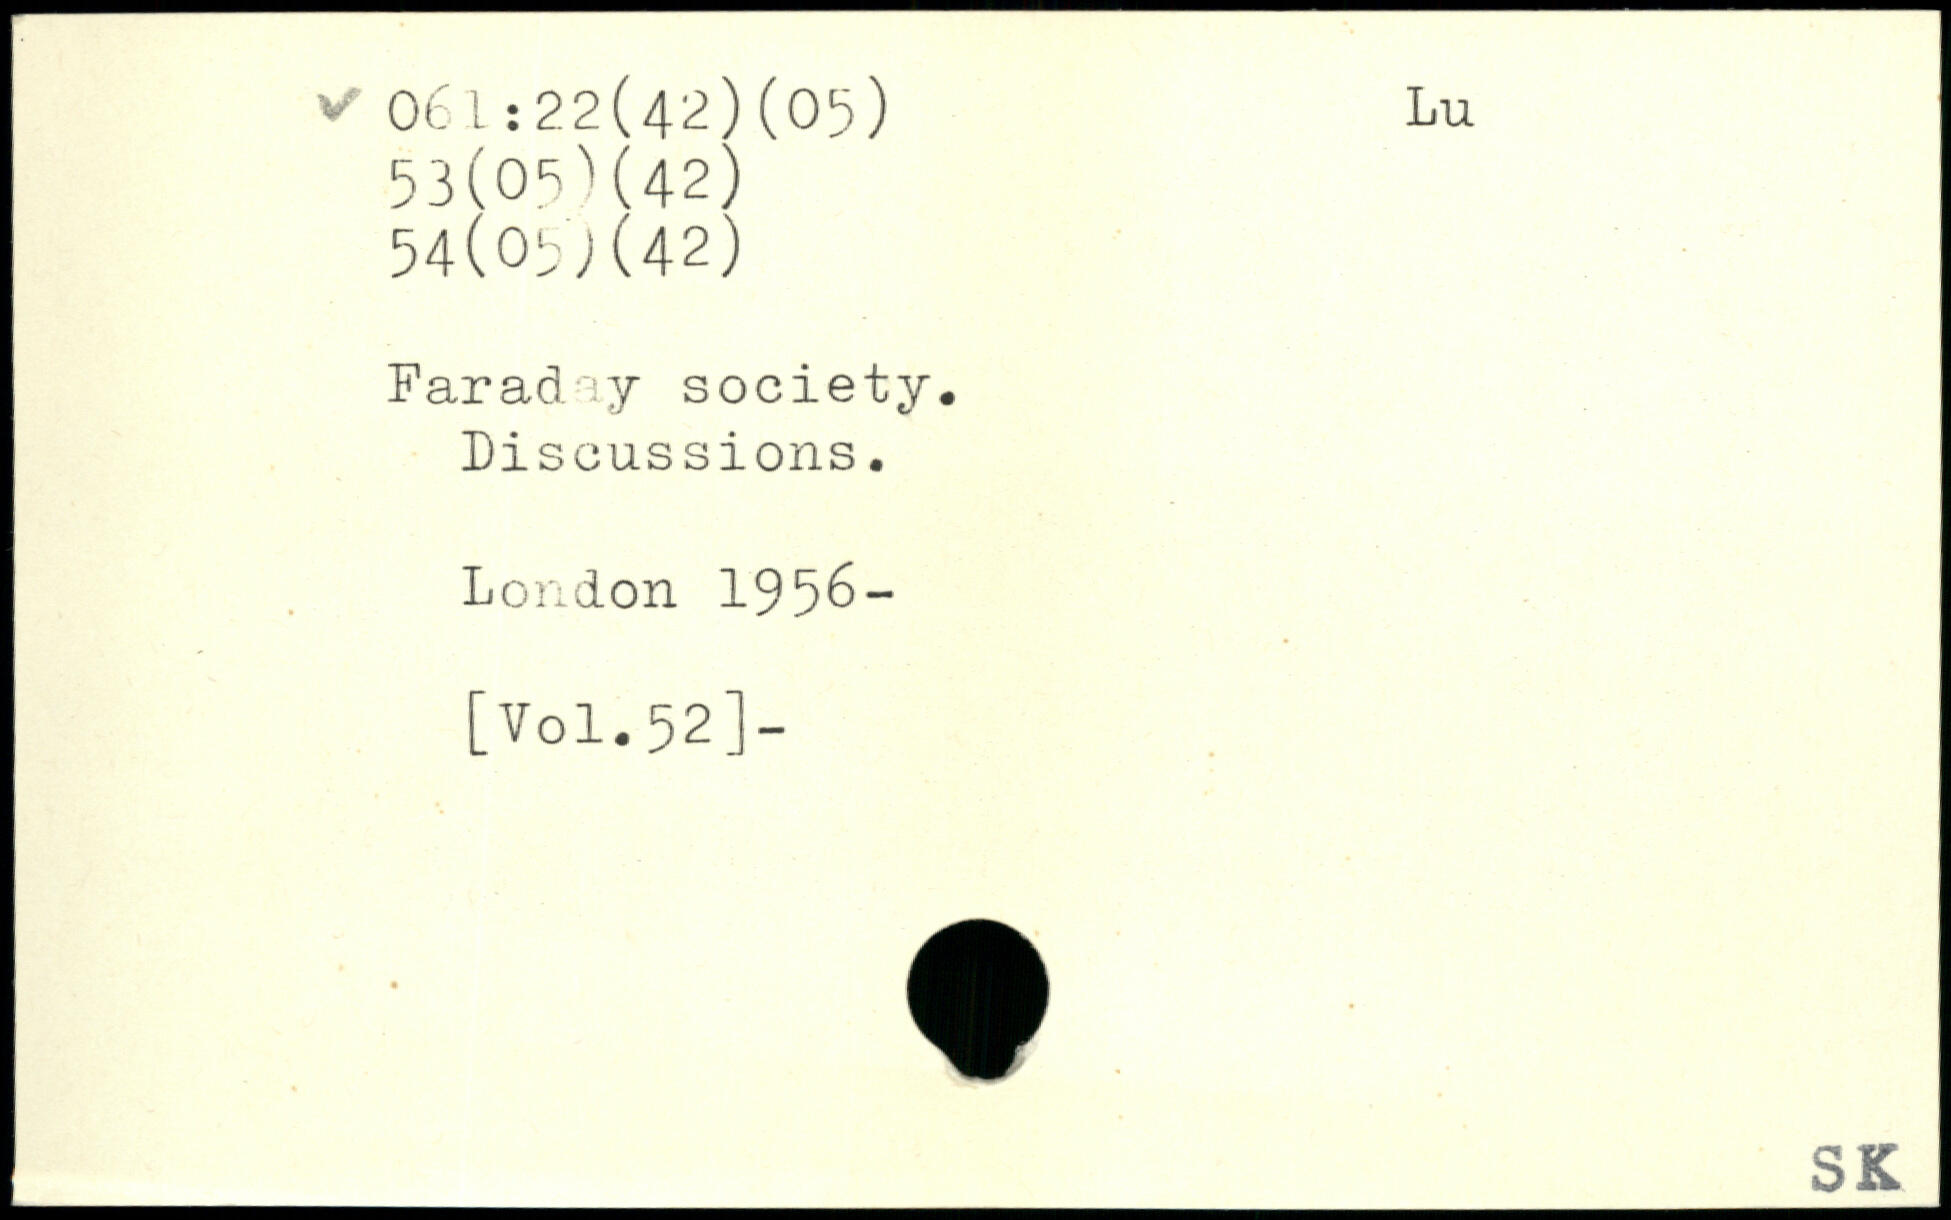 ✓ 061:22(42)(05) Lu
53(05)(42)
54(05)(42)
Faraday society.
Discussions.
London 1956-
[Vol.52]-
SK